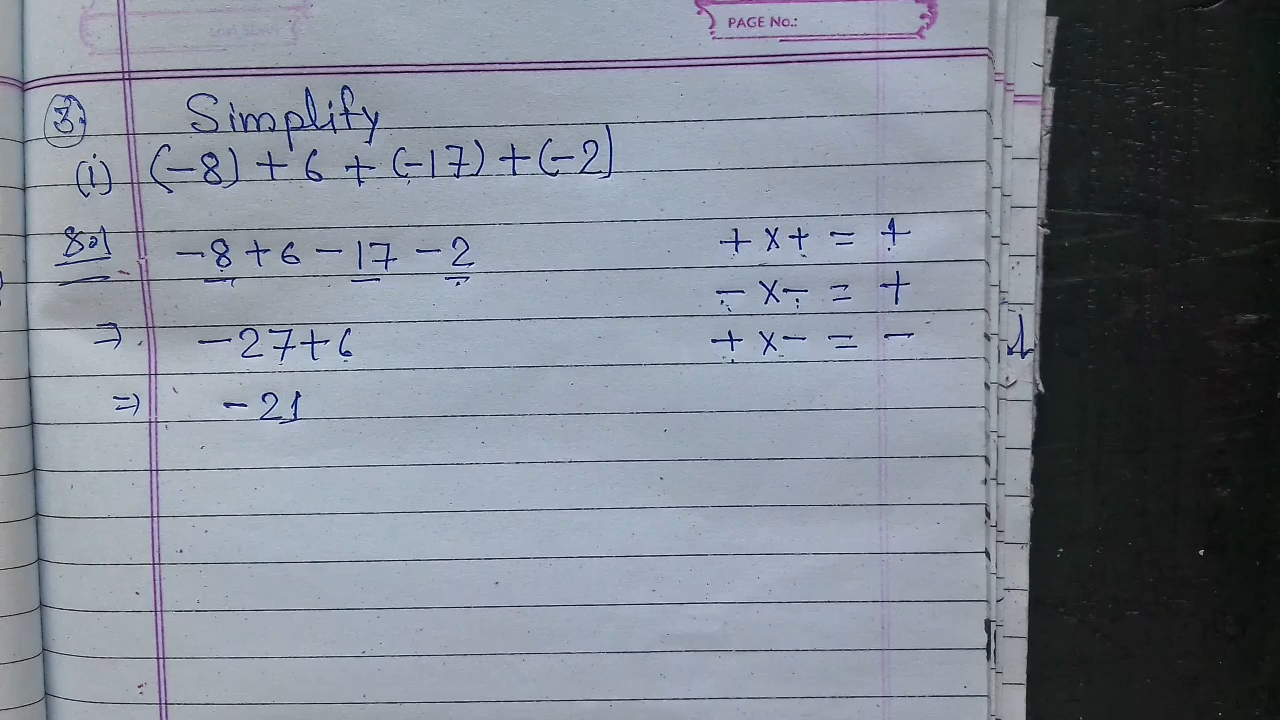 PAGE No.:
3. Simplify
(i) (-8) + 6 + (-17) + (-2)
Sol -8+6-17-2
+ x + = +
- x - = +
⇒ -27+6
+ x - = -
⇒ -21